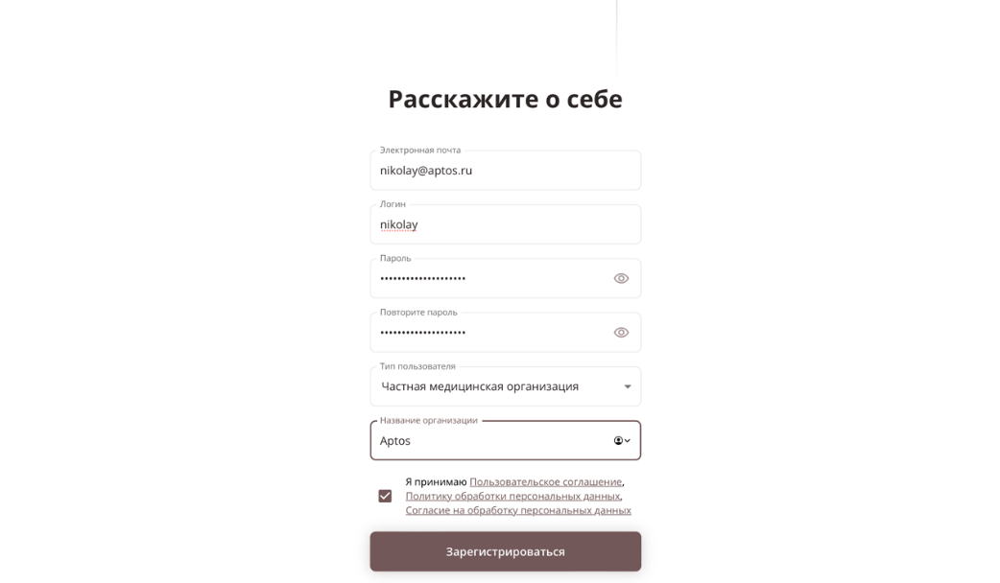 Расскажите о себе
Электронная почта
nikolay@aptos.ru
Логин
nikolay
Пароль
••••••••••••••••••••
Повторите пароль
••••••••••••••••••••
Тип пользователя
Частная медицинская организация
Название организации
Aptos
Я принимаю Пользовательское соглашение,
Политику обработки персональных данных,
Согласие на обработку персональных данных
Зарегистрироваться